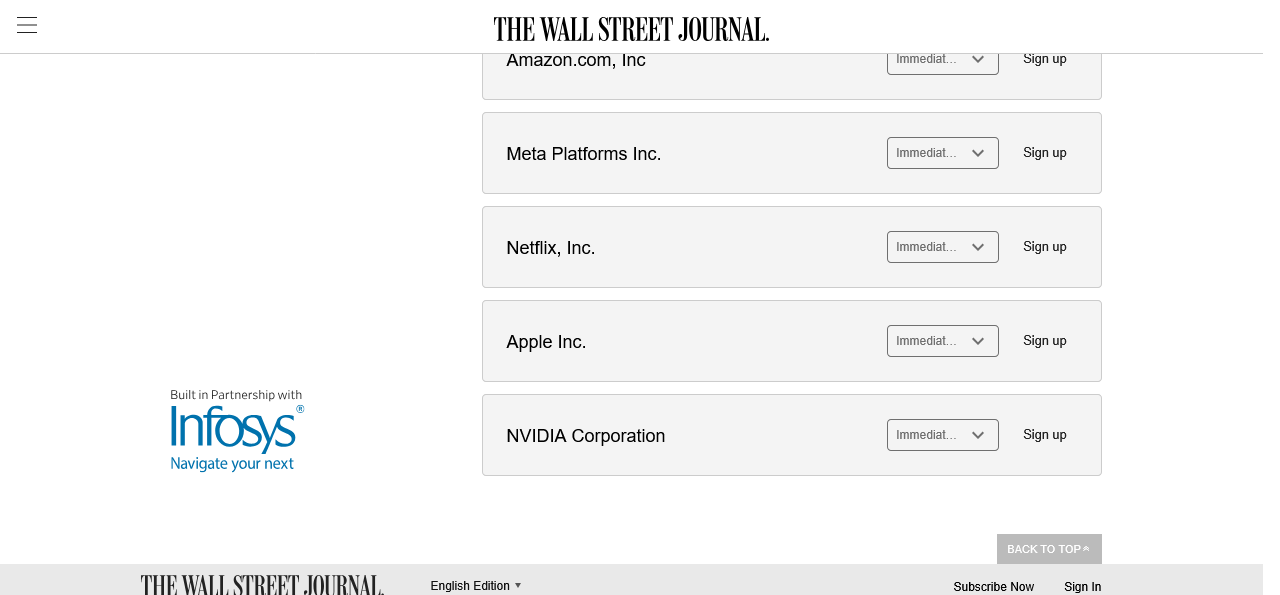 THE WALL STREET JOURNAL.
Amazon.com, Inc Immediat... Sign up
Meta Platforms Inc. Immediat... Sign up
Netflix, Inc. Immediat... Sign up
Apple Inc. Immediat... Sign up
Built in Partnership with
Infosys®
Navigate your next
NVIDIA Corporation Immediat... Sign up
BACK TO TOP
THE WALL STREET JOURNAL. English Edition Subscribe Now Sign In